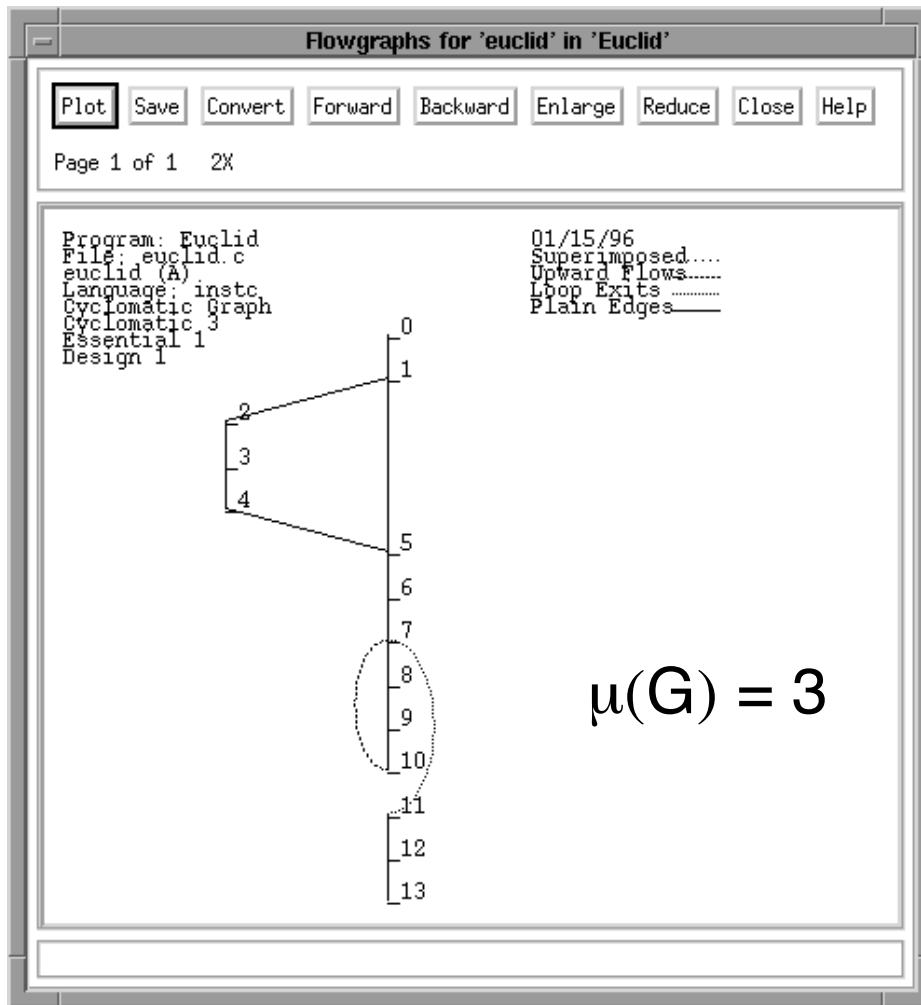 Flowgraphs for 'euclid' in 'Euclid'
Plot Save Convert Forward Backward Enlarge Reduce Close Help
Page 1 of 1 2X
Program: Euclid
File: euclid.c
euclid (A)
Language: instc
Cyclomatic Graph
Cyclomatic 3
Essential 1
Design 1
01/15/96
Superimposed
Upward Flows
Loop Exits
Plain Edges
0
1
2
3
4
5
6
7
8
9
10
11
12
13
μ(G) = 3